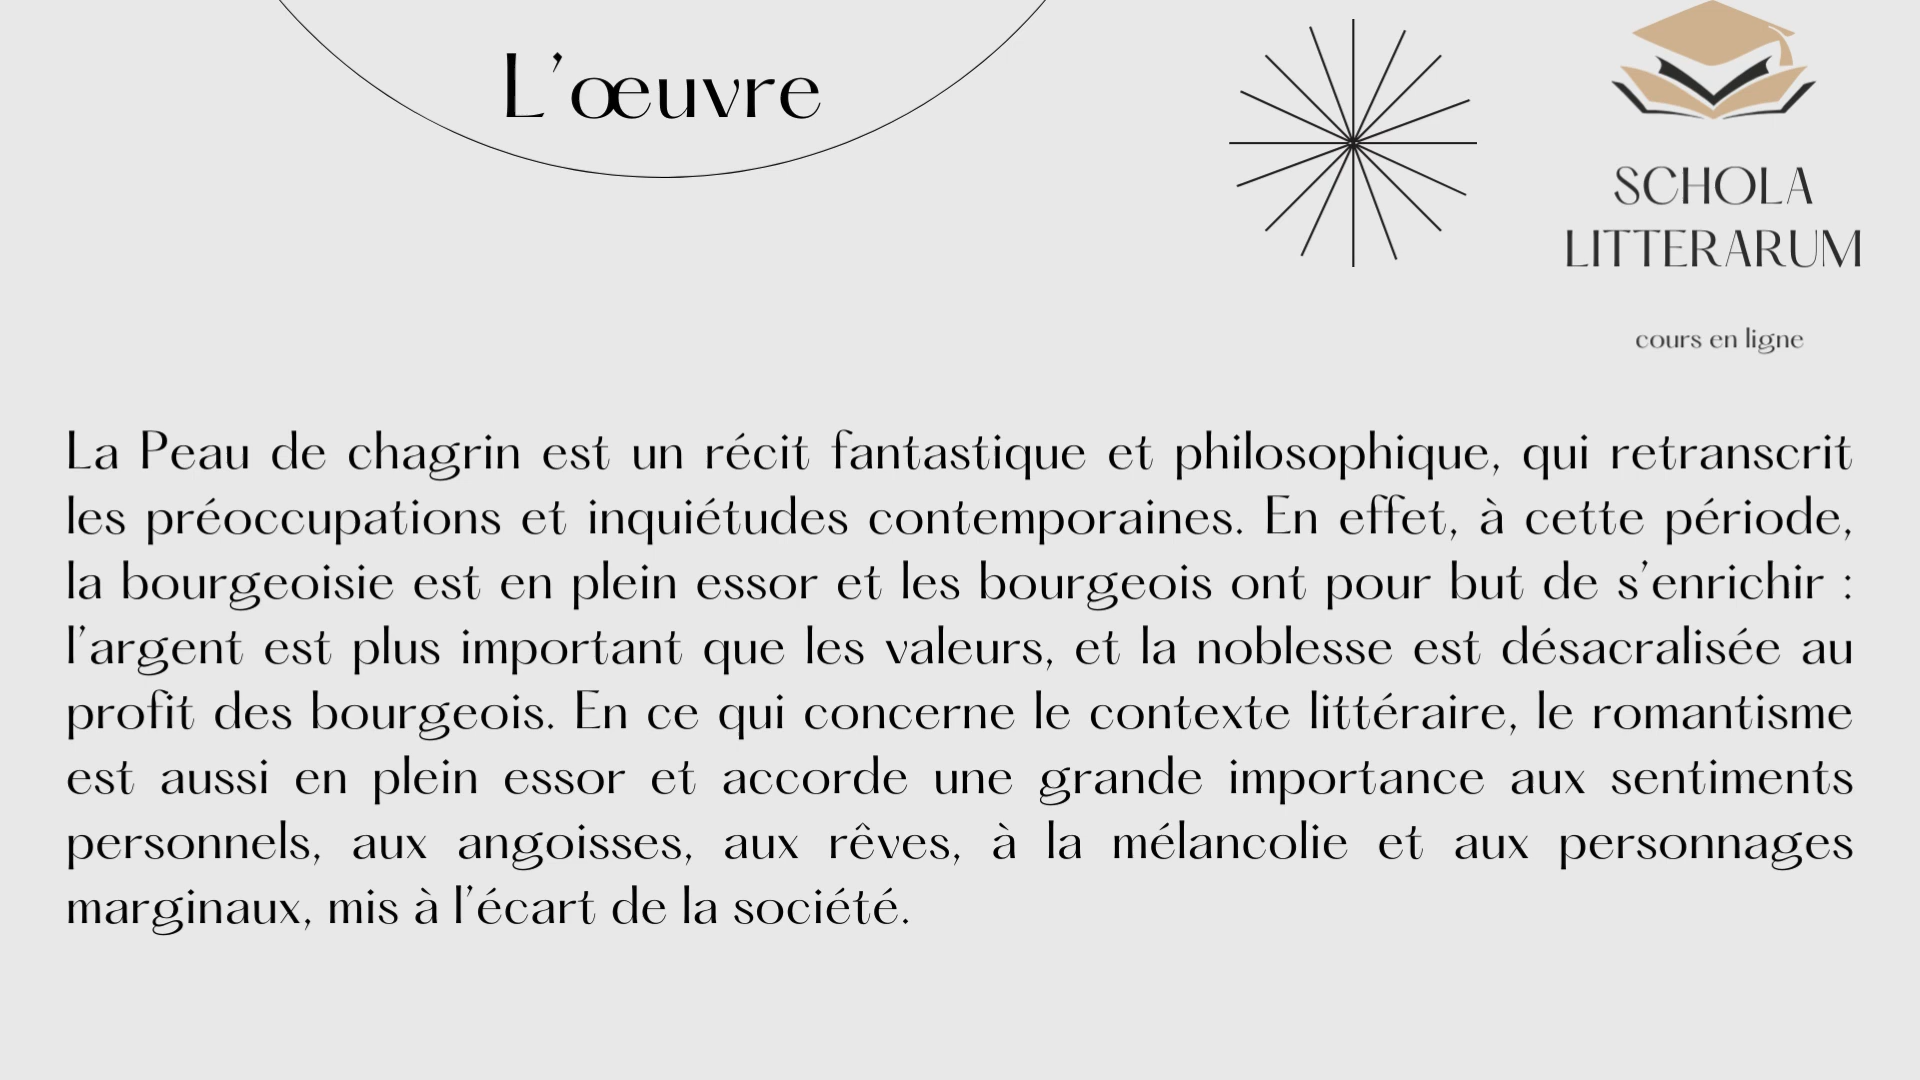 L’œuvre
SCHOLA
LITTERARUM
cours en ligne
La Peau de chagrin est un récit fantastique et philosophique, qui retranscrit
les préoccupations et inquiétudes contemporaines. En effet, à cette période,
la bourgeoisie est en plein essor et les bourgeois ont pour but de s’enrichir :
l’argent est plus important que les valeurs, et la noblesse est désacralisée au
profit des bourgeois. En ce qui concerne le contexte littéraire, le romantisme
est aussi en plein essor et accorde une grande importance aux sentiments
personnels, aux angoisses, aux rêves, à la mélancolie et aux personnages
marginaux, mis à l’écart de la société.